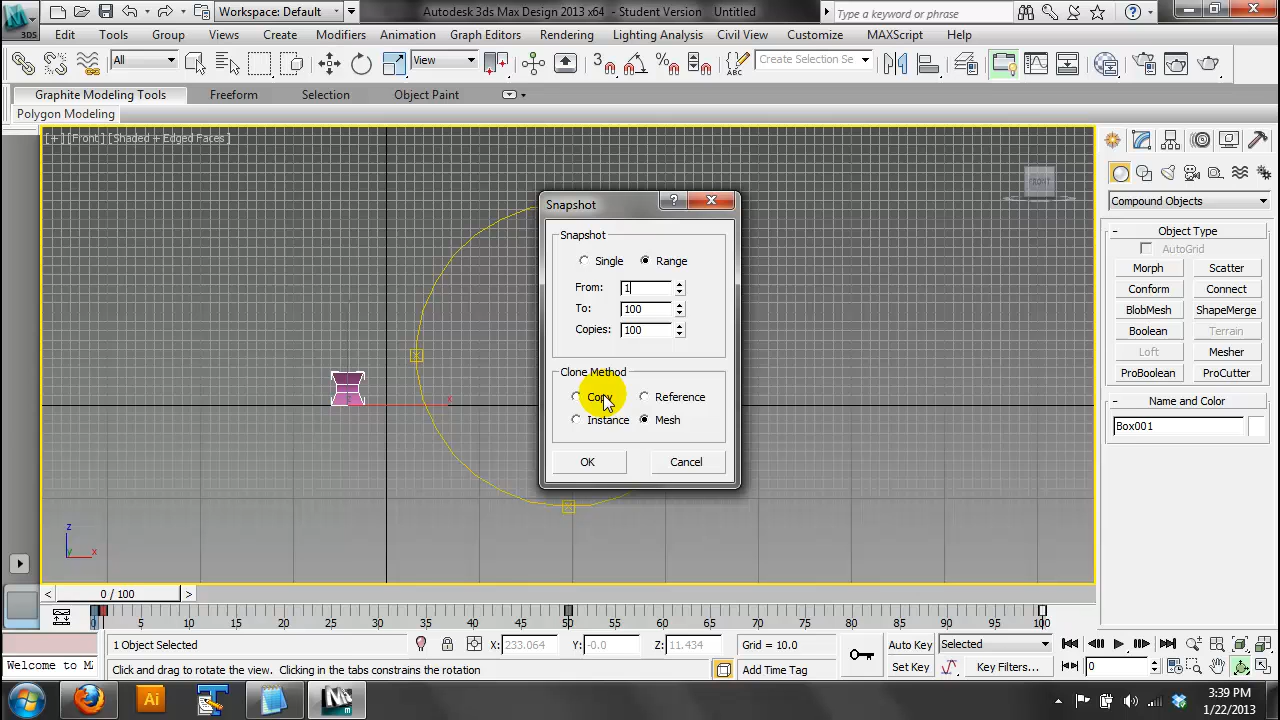 3DS
Workspace: Default
Autodesk 3ds Max Design 2013 x64 - Student Version Untitled
Type a keyword or phrase
Edit Tools Group Views Create Modifiers Animation Graph Editors Rendering Lighting Analysis Civil View Customize MAXScript Help
All View 3 Create Selection Se
Graphite Modeling Tools Freeform Selection Object Paint
Polygon Modeling
[+] [Front] [Shaded + Edged Faces]
FRONT
x
z
y x
Snapshot
Snapshot
Single Range
From: 1
To: 100
Copies: 100
Clone Method
Copy Reference
Instance Mesh
OK Cancel
Compound Objects
- Object Type
AutoGrid
Morph Scatter
Conform Connect
BlobMesh ShapeMerge
Boolean Terrain
Loft Mesher
ProBoolean ProCutter
- Name and Color
Box001
< 0 / 100 >
0 5 10 15 20 25 30 35 40 45 50 55 60 65 70 75 80 85 90 95 100
1 Object Selected X: 233.064 Y: -0.0 Z: 11.434 Grid = 10.0 Auto Key Selected
Welcome to M Click and drag to rotate the view. Clicking in the tabs constrains the rotation Add Time Tag Set Key Key Filters... 0
Ai
3:39 PM
1/22/2013